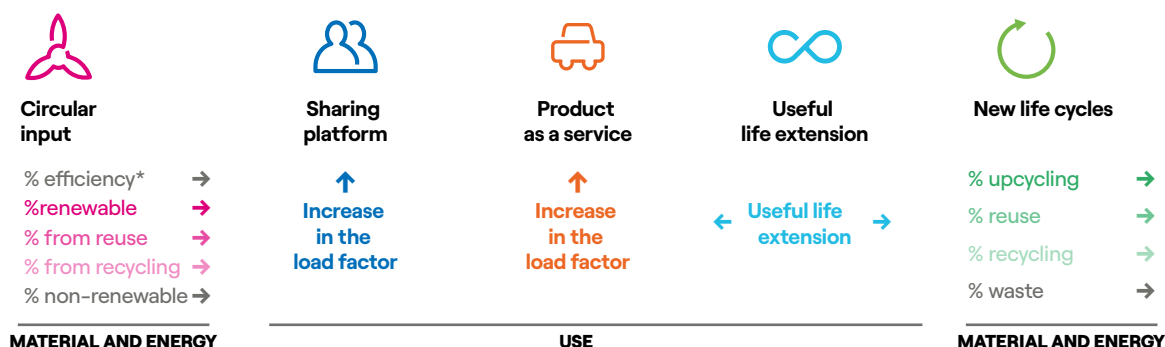 Circular
input
% efficiency*
%renewable
% from reuse
% from recycling
% non-renewable
MATERIAL AND ENERGY
Sharing
platform
Increase
in the
load factor
Product
as a service
Increase
in the
load factor
Useful
life extension
Useful life
extension
USE
New life cycles
% upcycling
% reuse
% recycling
% waste
MATERIAL AND ENERGY